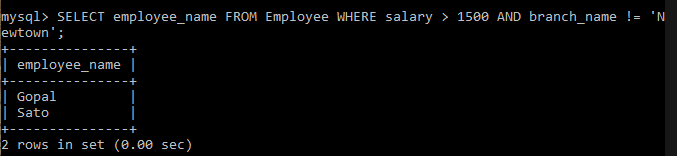 mysql> SELECT employee_name FROM Employee WHERE salary > 1500 AND branch_name != 'N
ewtown';
+---------------+
| employee_name |
+---------------+
| Gopal         |
| Sato          |
+---------------+
2 rows in set (0.00 sec)